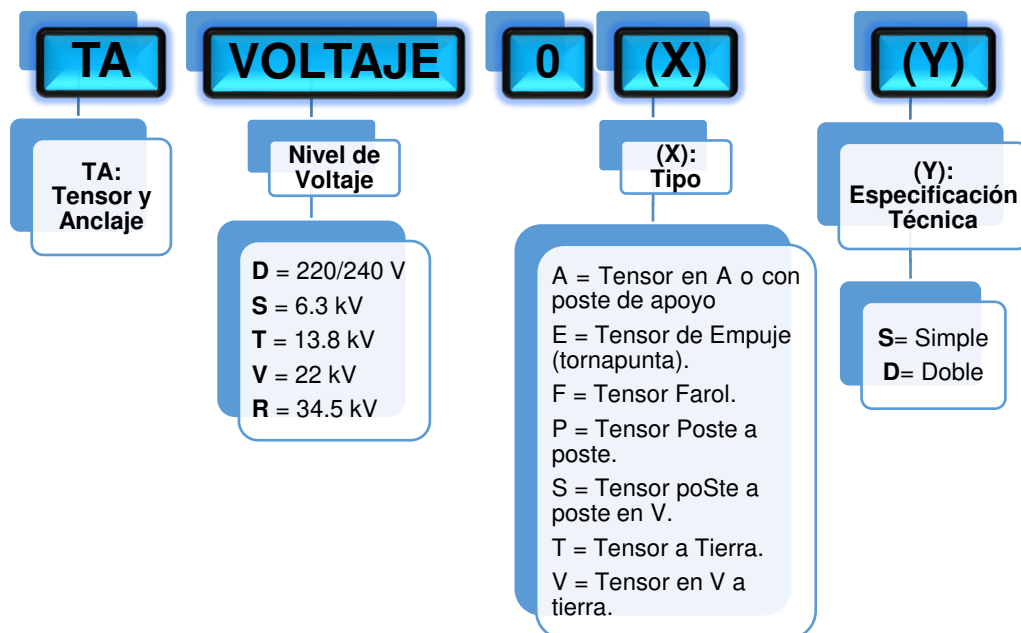 TA
VOLTAJE
0
(X)
(Y)
TA:
Tensor y
Anclaje
Nivel de
Voltaje
(X):
Tipo
(Y):
Especificación
Técnica
D = 220/240 V
S = 6.3 kV
T = 13.8 kV
V = 22 kV
R = 34.5 kV
A = Tensor en A o con
poste de apoyo
E = Tensor de Empuje
(tornapunta).
F = Tensor Farol.
P = Tensor Poste a
poste.
S = Tensor poSte a
poste en V.
T = Tensor a Tierra.
V = Tensor en V a
tierra.
S= Simple
D= Doble